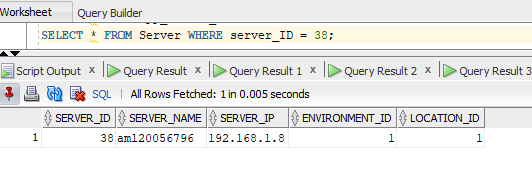 Worksheet Query Builder
SELECT * FROM Server WHERE server_ID = 38;
Script Output x Query Result x Query Result 1 x Query Result 2 x Query Result 3
SQL | All Rows Fetched: 1 in 0.005 seconds
SERVER_ID SERVER_NAME SERVER_IP ENVIRONMENT_ID LOCATION_ID
1 38 aml20056796 192.168.1.8 1 1